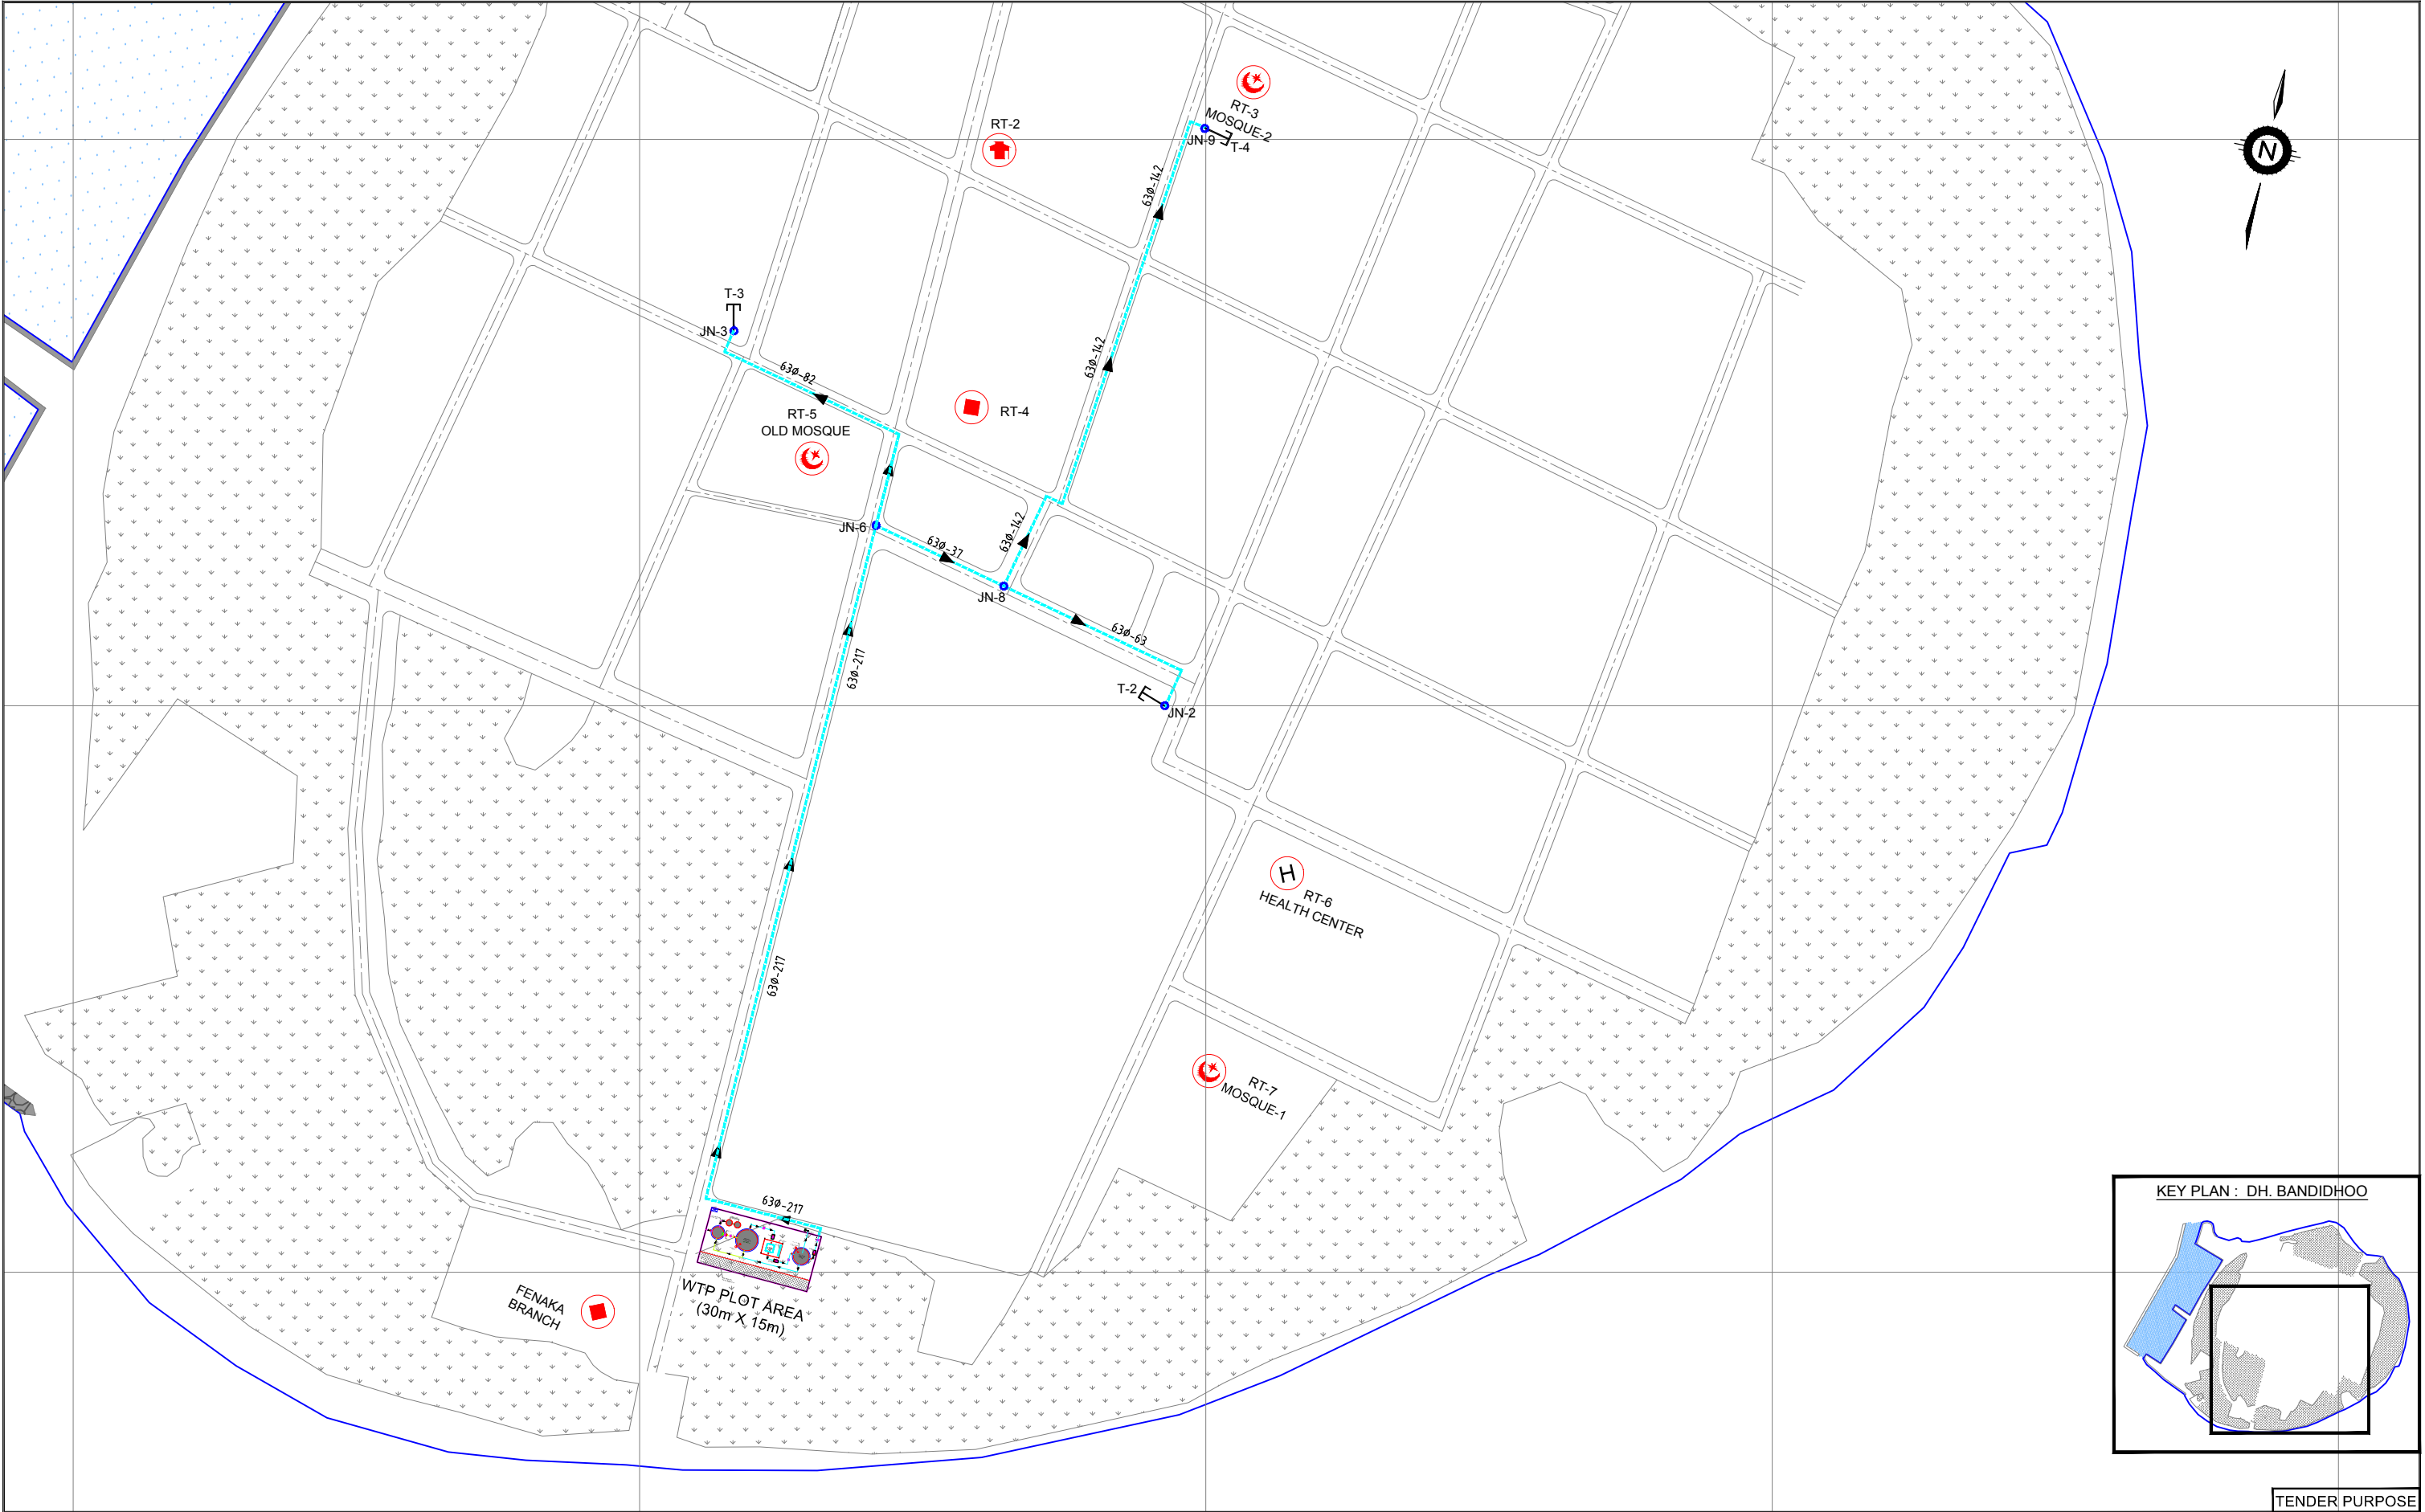 RT-3
MOSQUE-2
JN-9
T-4
RT-2
N
63Ø-142
T-3
JN-3
63Ø-142
63Ø-82
RT-5
OLD MOSQUE
RT-4
JN-6
63Ø-37
63Ø-142
JN-8
63Ø-63
63Ø-217
T-2
JN-2
H
RT-6
HEALTH CENTER
63Ø-217
RT-7
MOSQUE-1
63Ø-217
WTP PLOT AREA
(30m X 15m)
FENAKA
BRANCH
KEY PLAN : DH. BANDIDHOO
TENDER PURPOSE